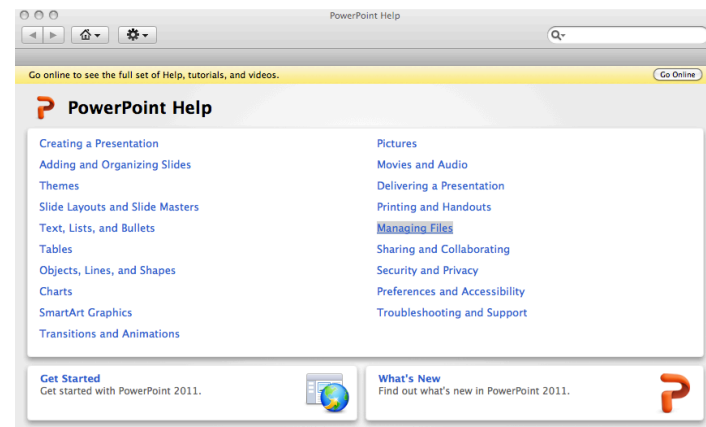 PowerPoint Help
Go online to see the full set of Help, tutorials, and videos.
Go Online
PowerPoint Help
Creating a Presentation
Adding and Organizing Slides
Themes
Slide Layouts and Slide Masters
Text, Lists, and Bullets
Tables
Objects, Lines, and Shapes
Charts
SmartArt Graphics
Transitions and Animations
Pictures
Movies and Audio
Delivering a Presentation
Printing and Handouts
Managing Files
Sharing and Collaborating
Security and Privacy
Preferences and Accessibility
Troubleshooting and Support
Get Started
Get started with PowerPoint 2011.
What's New
Find out what's new in PowerPoint 2011.